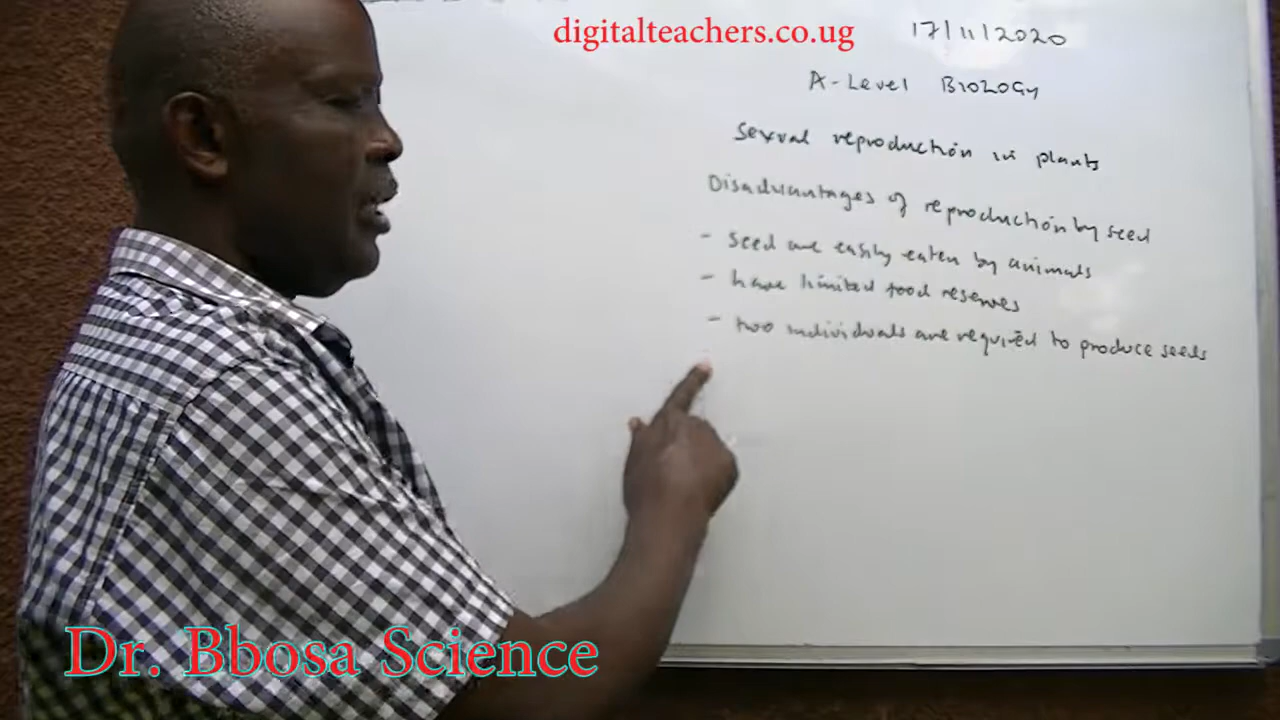 digitalteachers.co.ug
17/11/2020
A-Level BIOLOGY
Sexual reproduction in plants
Disadvantages of reproduction by seed
- seed are easily eaten by animals
- have limited food reserves
- two individuals are required to produce seeds
Dr. Bbosa Science